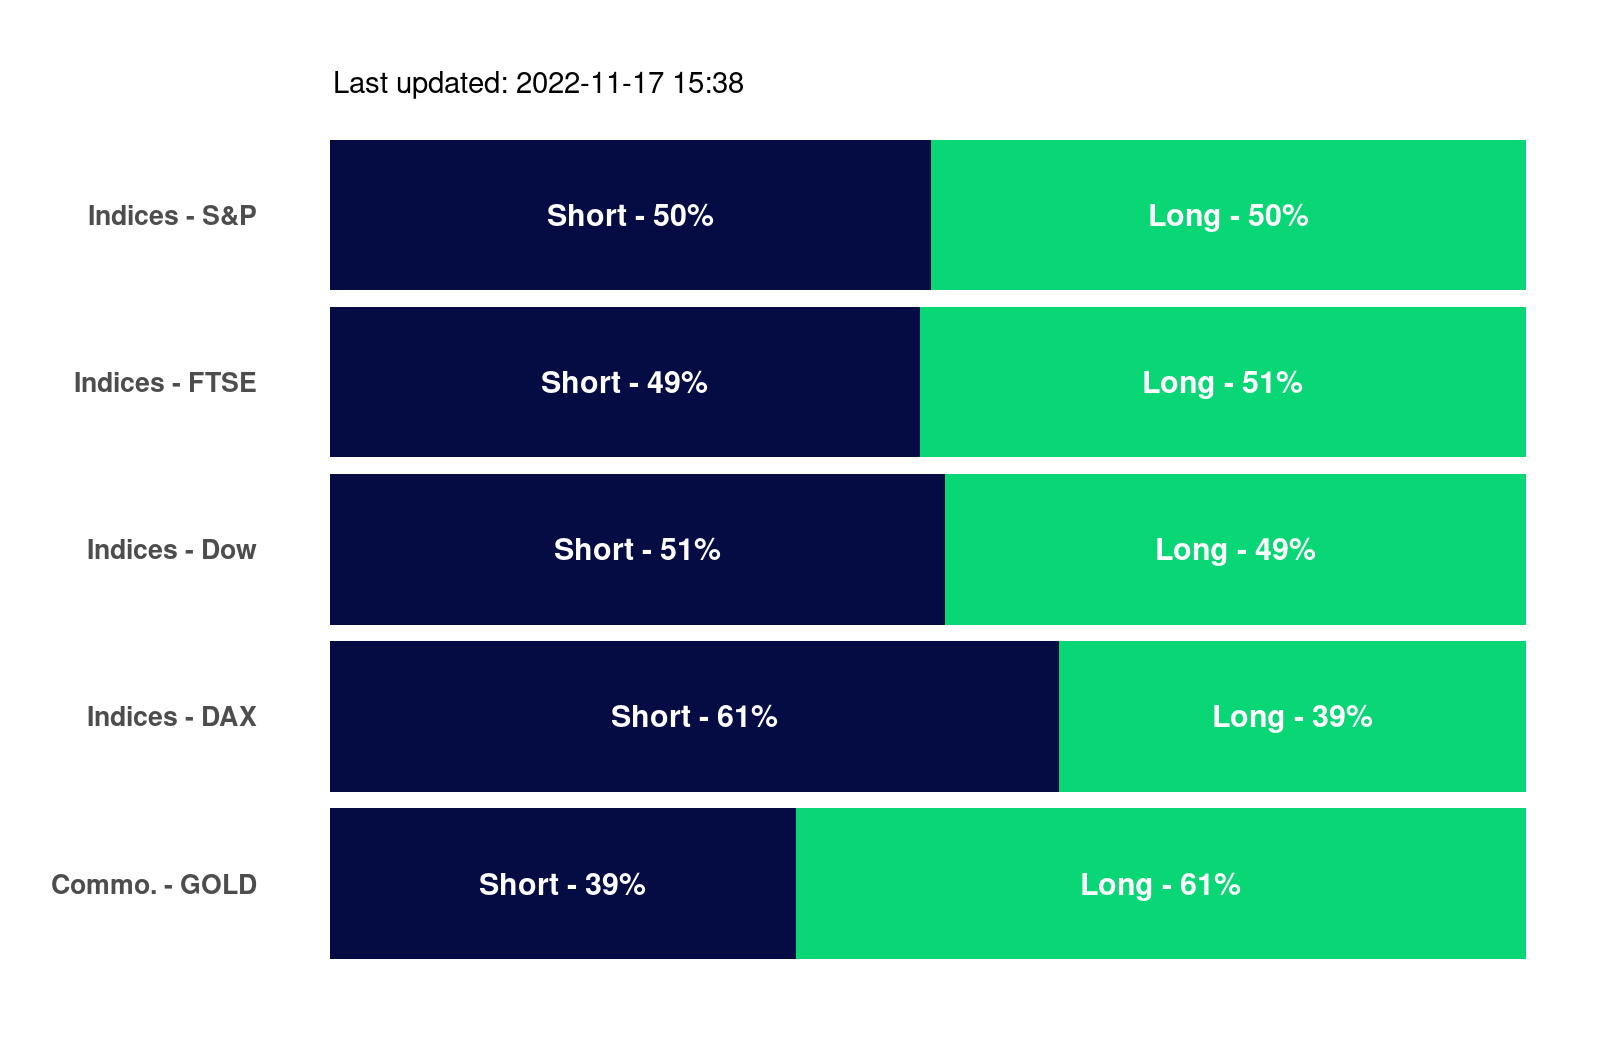 Last updated: 2022-11-17 15:38
Indices - S&P Short - 50% Long - 50%
Indices - FTSE Short - 49% Long - 51%
Indices - Dow Short - 51% Long - 49%
Indices - DAX Short - 61% Long - 39%
Commo. - GOLD Short - 39% Long - 61%